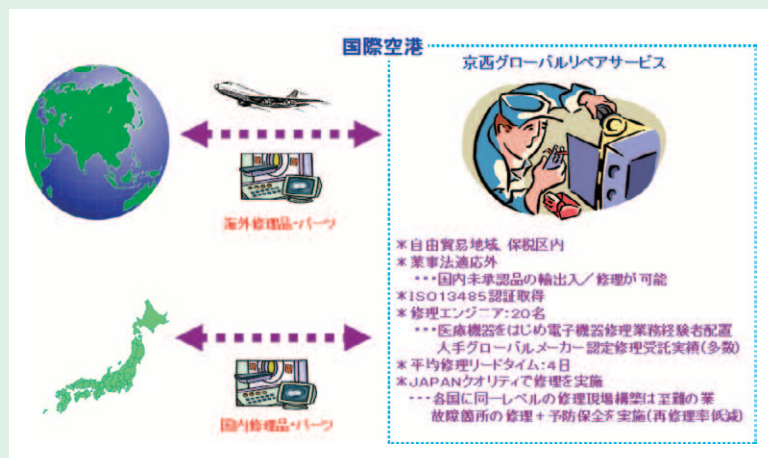 国際空港
京西グローバルリペアサービス
海外修理品・パーツ
*自由貿易地域、保税区内
*薬事法適応外
・・・国内未承認品の輸出入／修理が可能
*ISO13485認証取得
*修理エンジニア：20名
・・・医療機器をはじめ電子機器修理業務経験者配置
大手グローバルメーカー認定修理受託実績(多数)
*平均修理リードタイム：4日
*JAPANクオリティで修理を実施
・・・各国に同一レベルの修理現場構築は至難の業
故障箇所の修理＋予防保全を実施(再修理率低減)
国内修理品・パーツ